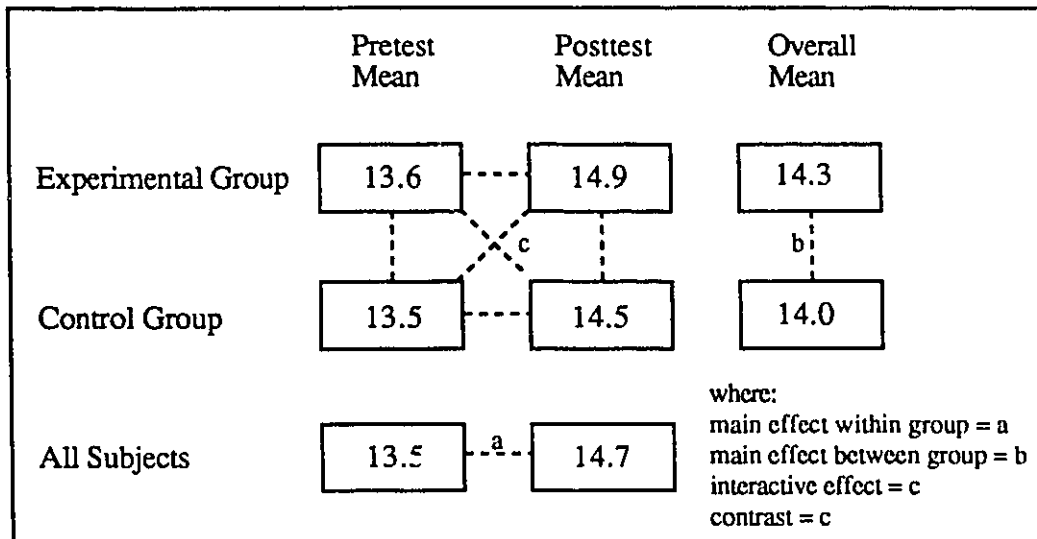 Pretest Mean
Posttest Mean
Overall Mean
Experimental Group 13.6 14.9 14.3
c
b
Control Group 13.5 14.5 14.0
All Subjects 13.5 a 14.7
where:
main effect within group = a
main effect between group = b
interactive effect = c
contrast = c